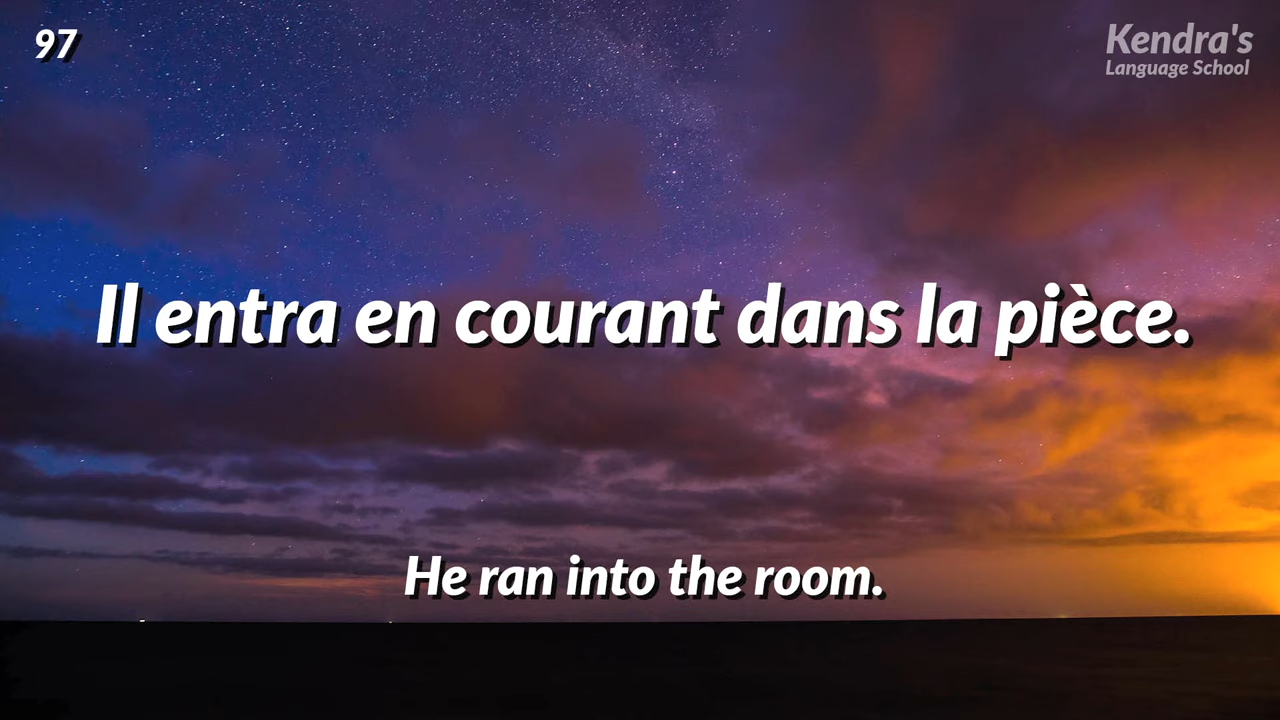 97
Kendra's
Language School
Il entra en courant dans la pièce.
He ran into the room.